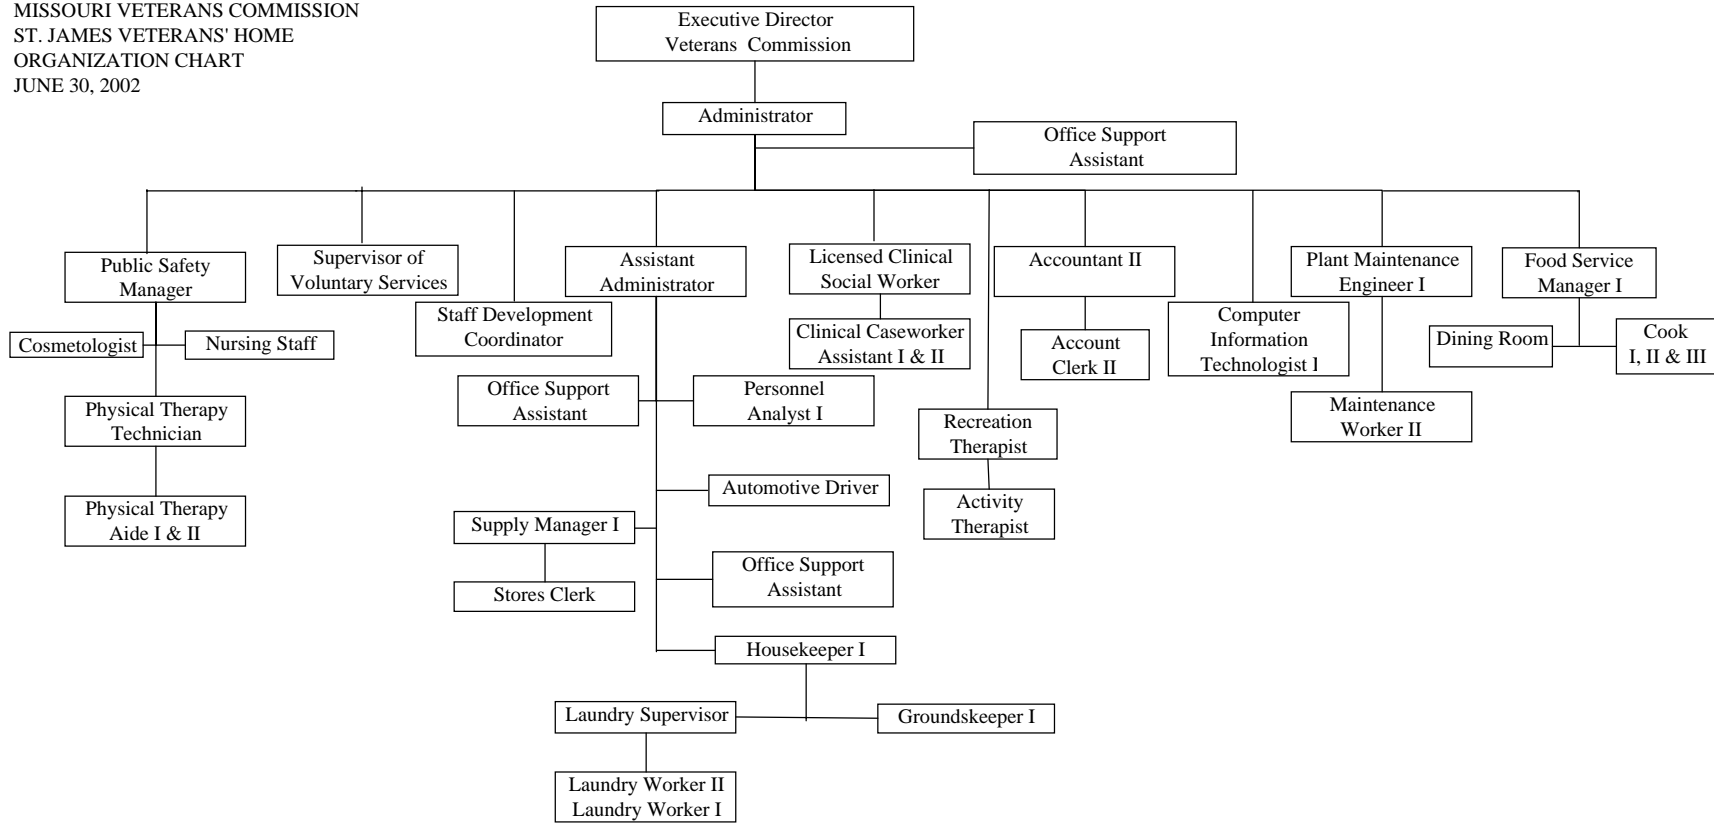 MISSOURI VETERANS COMMISSION
ST. JAMES VETERANS' HOME
ORGANIZATION CHART
JUNE 30, 2002
Executive Director
Veterans Commission
Administrator
Office Support
Assistant
Public Safety
Manager
Supervisor of
Voluntary Services
Staff Development
Coordinator
Assistant
Administrator
Licensed Clinical
Social Worker
Clinical Caseworker
Assistant I & II
Accountant II
Account
Clerk II
Computer
Information
Technologist I
Plant Maintenance
Engineer I
Food Service
Manager I
Cosmetologist
Nursing Staff
Dining Room
Cook
I, II & III
Physical Therapy
Technician
Office Support
Assistant
Personnel
Analyst I
Recreation
Therapist
Maintenance
Worker II
Physical Therapy
Aide I & II
Automotive Driver
Activity
Therapist
Supply Manager I
Stores Clerk
Office Support
Assistant
Housekeeper I
Laundry Supervisor
Groundskeeper I
Laundry Worker II
Laundry Worker I